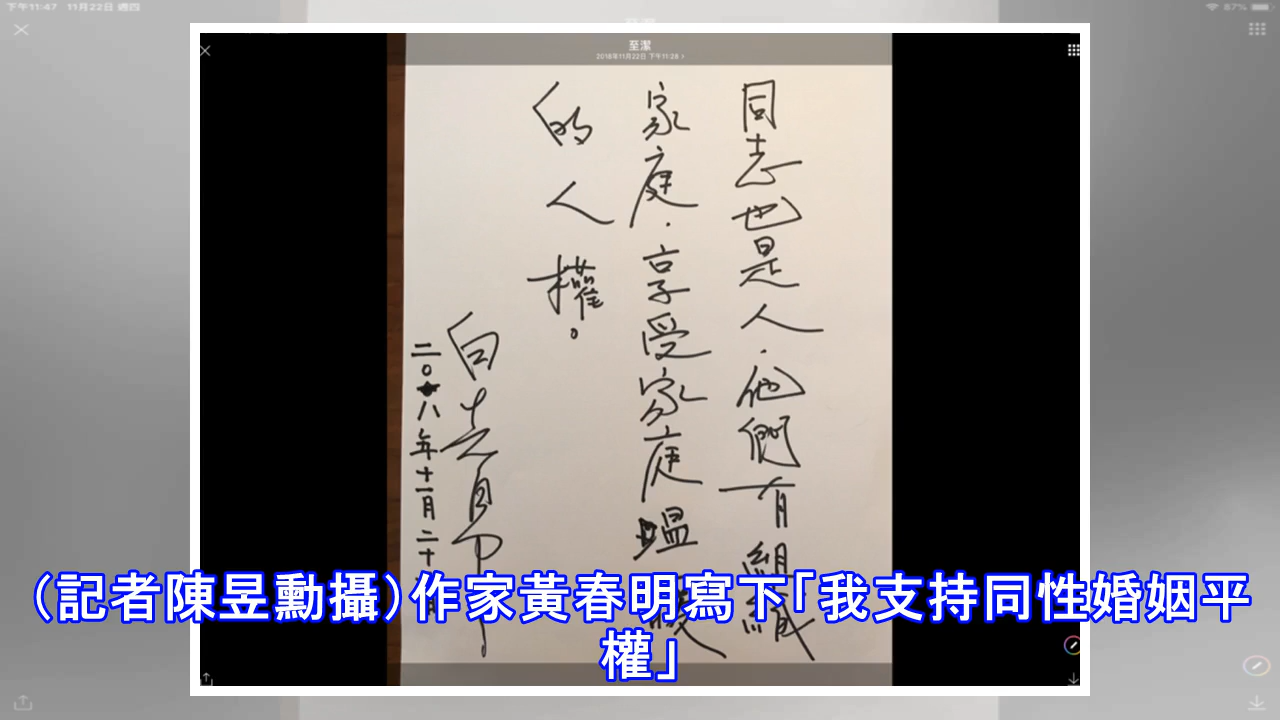 下午11:47 11月22日 週四
87%
至潔
2018年11月22日 下午11:28
同志也是人．他們有組織
家庭．享受家庭溫暖
的人權。
白先勇
二〇一八年十一月二十
(記者陳昱勳攝)作家黃春明寫下「我支持同性婚姻平
權」